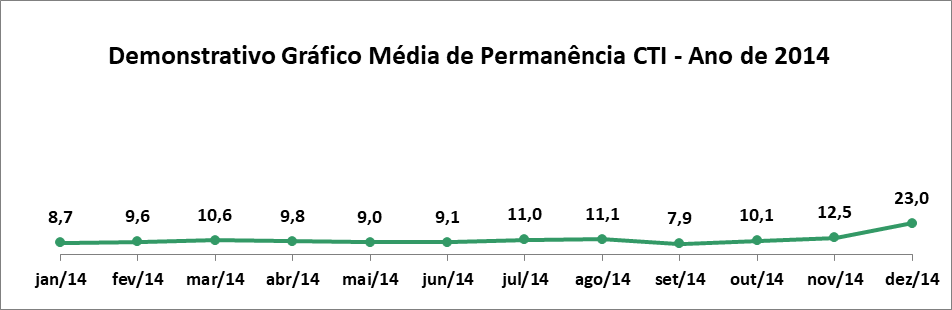 Demonstrativo Gráfico Média de Permanência CTI - Ano de 2014
8,7 9,6 10,6 9,8 9,0 9,1 11,0 11,1 7,9 10,1 12,5 23,0
jan/14 fev/14 mar/14 abr/14 mai/14 jun/14 jul/14 ago/14 set/14 out/14 nov/14 dez/14